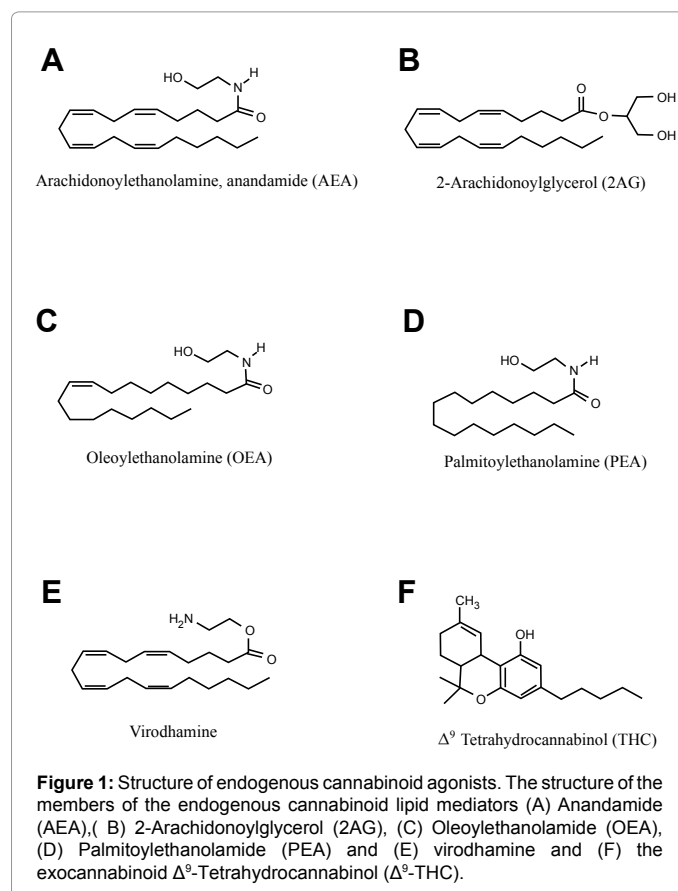 A
HO
N
H
O
Arachidonoylethanolamine, anandamide (AEA)
B
O
O
OH
OH
2-Arachidonoylglycerol (2AG)
C
HO
N
H
O
Oleoylethanolamine (OEA)
D
HO
N
H
O
Palmitoylethanolamine (PEA)
E
H₂N
O
O
Virodhamine
F
CH₃
OH
O
Δ⁹ Tetrahydrocannabinol (THC)
Figure 1: Structure of endogenous cannabinoid agonists. The structure of the
members of the endogenous cannabinoid lipid mediators (A) Anandamide
(AEA),( B) 2-Arachidonoylglycerol (2AG), (C) Oleoylethanolamide (OEA),
(D) Palmitoylethanolamide (PEA) and (E) virodhamine and (F) the
exocannabinoid Δ⁹-Tetrahydrocannabinol (Δ⁹-THC).